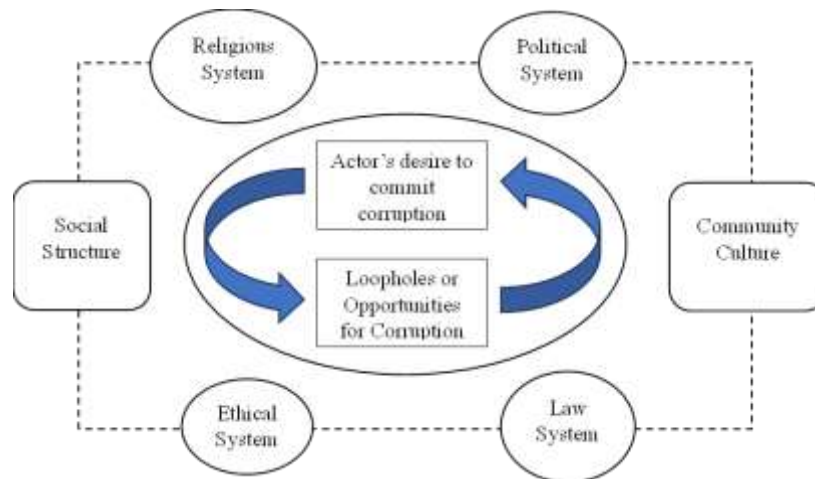 Religious
System
Political
System
Actor's desire to
commit
corruption
Social
Structure
Community
Culture
Loopholes or
Opportunities
for Corruption
Ethical
System
Law
System